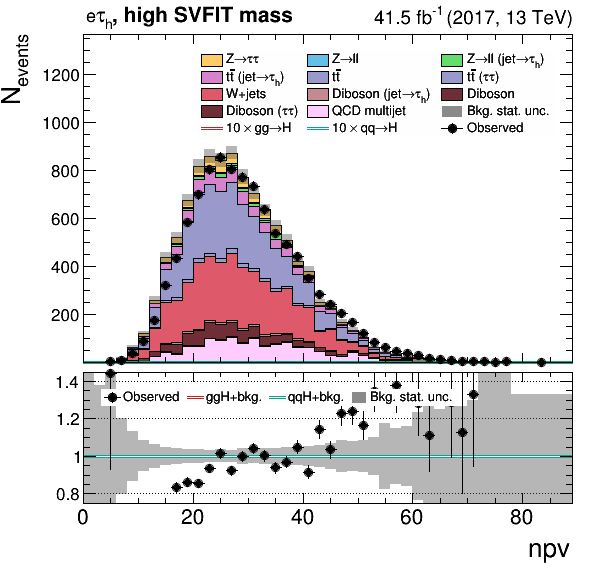 eτh, high SVFIT mass 41.5 fb⁻¹ (2017, 13 TeV)
Nevents
Z→ττ Z→ll Z→ll (jet→τh)
tt̄ (jet→τh) tt̄ tt̄ (ττ)
W+jets Diboson (jet→τh) Diboson
Diboson (ττ) QCD multijet Bkg. stat. unc.
10 × gg→H 10 × qq→H Observed
1200
1000
800
600
400
200
1.4
Observed ggH+bkg. qqH+bkg. Bkg. stat. unc.
1.2
1
0.8
0 20 40 60 80
npv